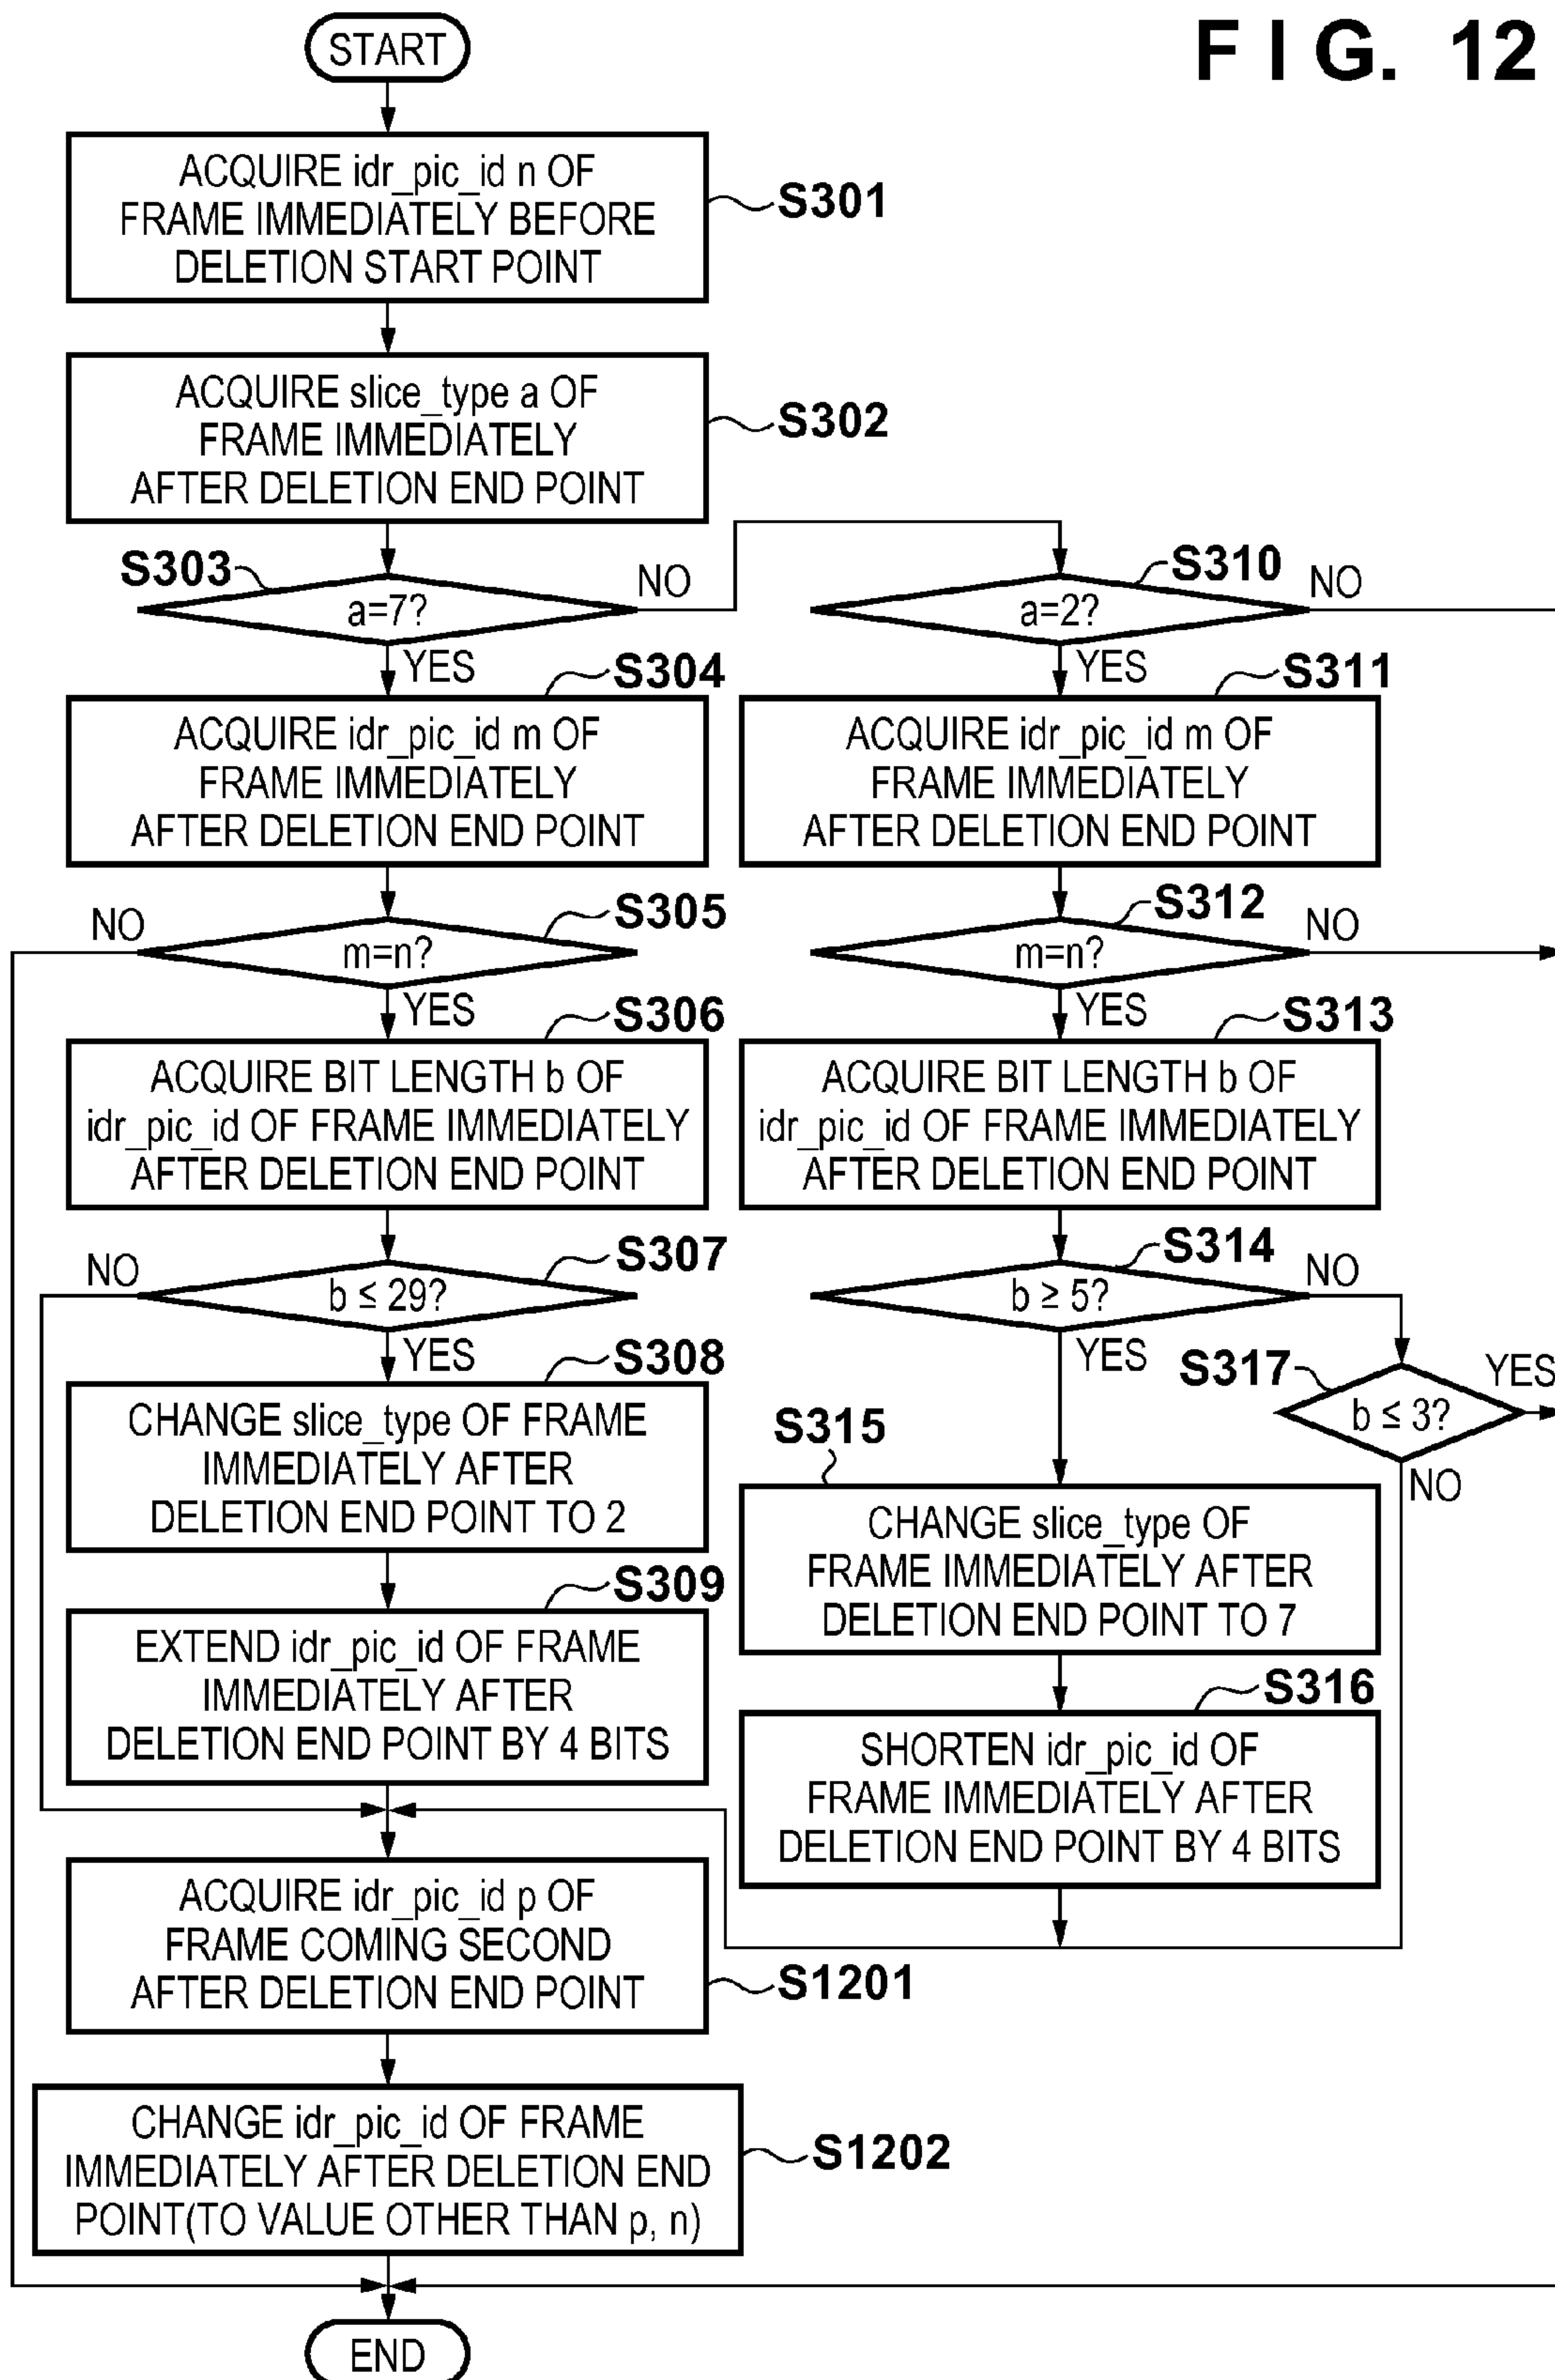 FIG. 12
START
ACQUIRE idr_pic_id n OF
FRAME IMMEDIATELY BEFORE
DELETION START POINT
S301
ACQUIRE slice_type a OF
FRAME IMMEDIATELY
AFTER DELETION END POINT
S302
S303
a=7?
NO
YES
S304
ACQUIRE idr_pic_id m OF
FRAME IMMEDIATELY
AFTER DELETION END POINT
S305
NO
m=n?
YES
S306
ACQUIRE BIT LENGTH b OF
idr_pic_id OF FRAME IMMEDIATELY
AFTER DELETION END POINT
S307
NO
b ≤ 29?
YES
S308
CHANGE slice_type OF FRAME
IMMEDIATELY AFTER
DELETION END POINT TO 2
S309
EXTEND idr_pic_id OF FRAME
IMMEDIATELY AFTER
DELETION END POINT BY 4 BITS
ACQUIRE idr_pic_id p OF
FRAME COMING SECOND
AFTER DELETION END POINT
S1201
CHANGE idr_pic_id OF FRAME
IMMEDIATELY AFTER DELETION END
POINT(TO VALUE OTHER THAN p, n)
S1202
END
S310
a=2?
NO
YES
S311
ACQUIRE idr_pic_id m OF
FRAME IMMEDIATELY
AFTER DELETION END POINT
S312
m=n?
NO
YES
S313
ACQUIRE BIT LENGTH b OF
idr_pic_id OF FRAME IMMEDIATELY
AFTER DELETION END POINT
S314
b ≥ 5?
NO
YES
S317
b ≤ 3?
YES
NO
S315
CHANGE slice_type OF
FRAME IMMEDIATELY AFTER
DELETION END POINT TO 7
S316
SHORTEN idr_pic_id OF
FRAME IMMEDIATELY AFTER
DELETION END POINT BY 4 BITS